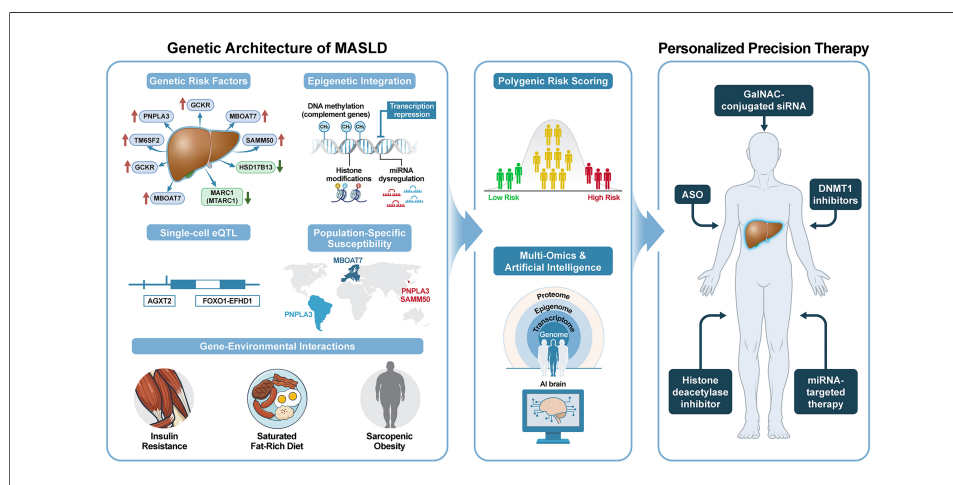 Genetic Architecture of MASLD
Genetic Risk Factors
GCKR
PNPLA3
MBOAT7
TM6SF2
SAMM50
GCKR
HSD17B13
MBOAT7
MARC1
(MTARC1)
Epigenetic Integration
DNA methylation
(complement genes)
Transcription
repression
CH₃
CH₃
CH₃
Histone
modifications
miRNA
dysregulation
Single-cell eQTL
AGXT2
FOXO1-EFHD1
Population-Specific
Susceptibility
MBOAT7
PNPLA3
SAMM50
PNPLA3
Gene-Environmental Interactions
Insulin
Resistance
Saturated
Fat-Rich Diet
Sarcopenic
Obesity
Polygenic Risk Scoring
Low Risk
High Risk
Multi-Omics &
Artificial Intelligence
Proteome
Epigenome
Transcriptome
Genome
AI brain
Personalized Precision Therapy
GalNAC-
conjugated siRNA
ASO
DNMT1
inhibitors
Histone
deacetylase
inhibitor
miRNA-
targeted
therapy